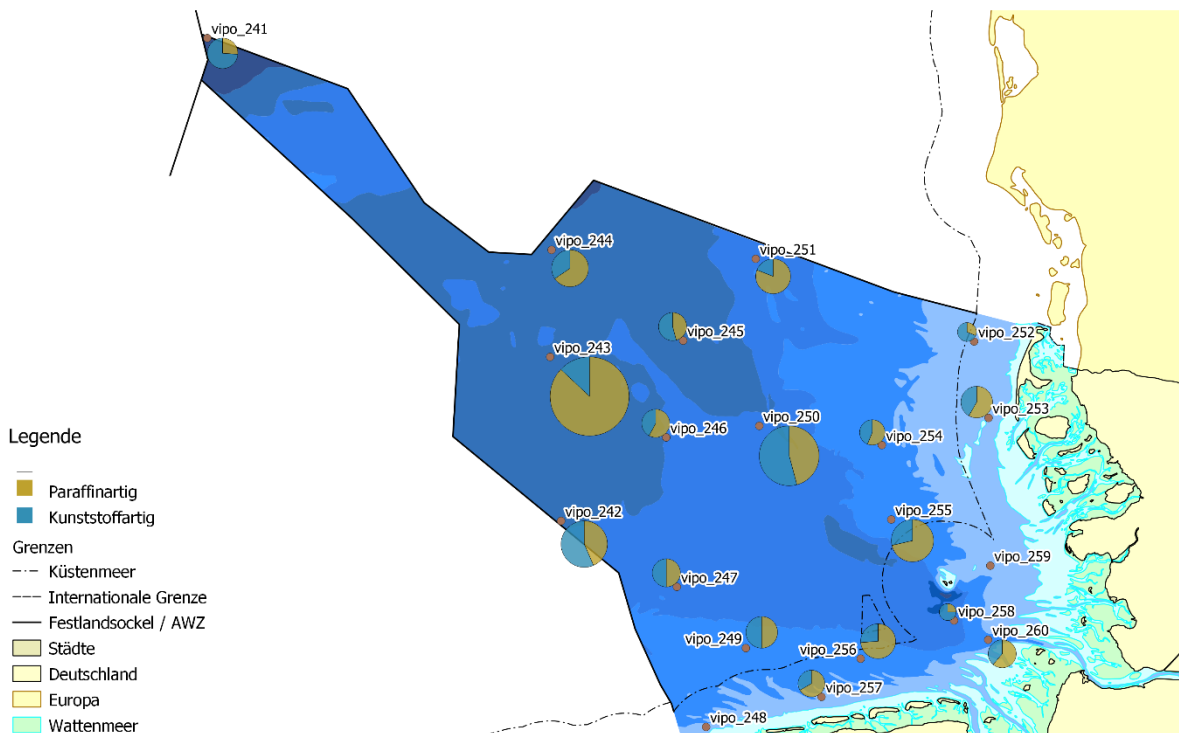 vipo_241
vipo_244
vipo_251
vipo_245
vipo_252
vipo_243
vipo_253
vipo_250
vipo_246
vipo_254
vipo_242
vipo_255
vipo_259
vipo_247
vipo_258
vipo_260
vipo_249
vipo_256
vipo_257
vipo_248
Legende
Paraffinartig
Kunststoffartig
Grenzen
Küstenmeer
Internationale Grenze
Festlandsockel / AWZ
Städte
Deutschland
Europa
Wattenmeer